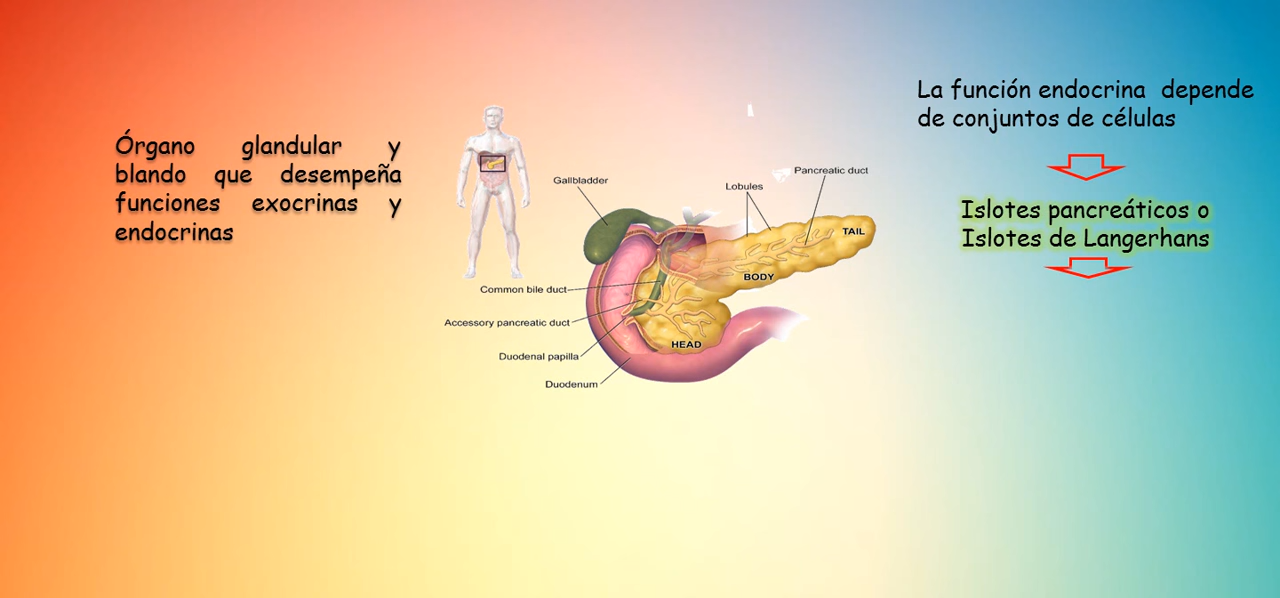 Órgano glandular y
blando que desempeña
funciones exocrinas y
endocrinas
Gallbladder
Lobules
Pancreatic duct
TAIL
BODY
Common bile duct
Accessory pancreatic duct
HEAD
Duodenal papilla
Duodenum
La función endocrina depende
de conjuntos de células
Islotes pancreáticos o
Islotes de Langerhans